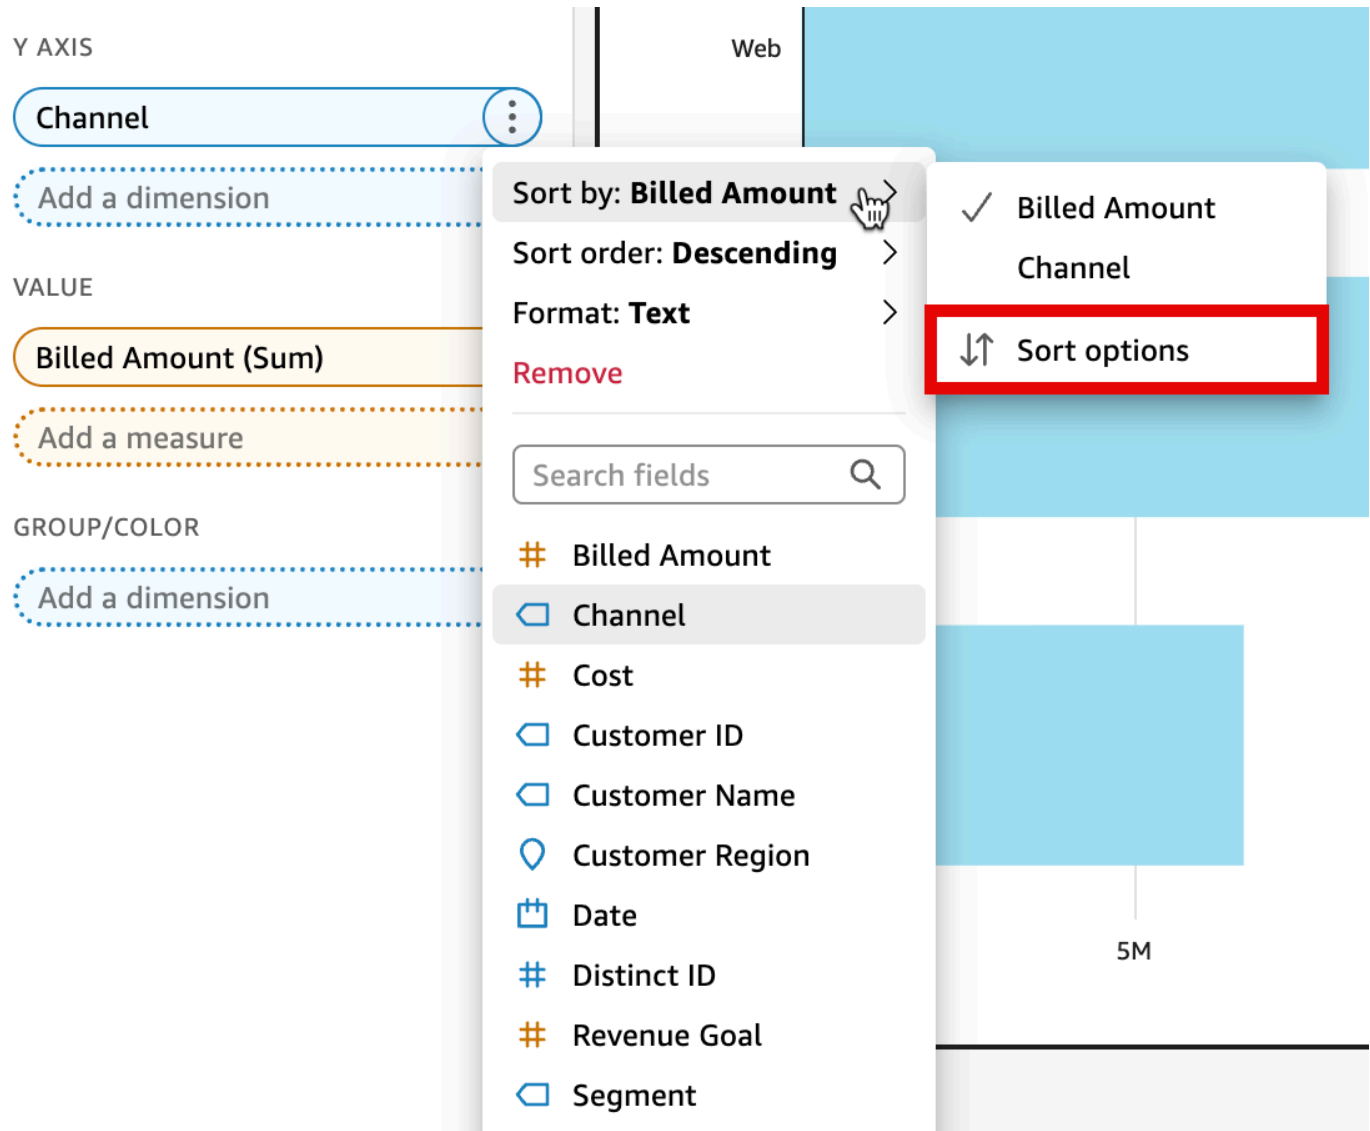 Y AXIS
Channel
Add a dimension
VALUE
Billed Amount (Sum)
Add a measure
GROUP/COLOR
Add a dimension
Sort by: Billed Amount
Sort order: Descending
Format: Text
Remove
Search fields
Billed Amount
Channel
Cost
Customer ID
Customer Name
Customer Region
Date
Distinct ID
Revenue Goal
Segment
Billed Amount
Channel
Sort options
Web
5M